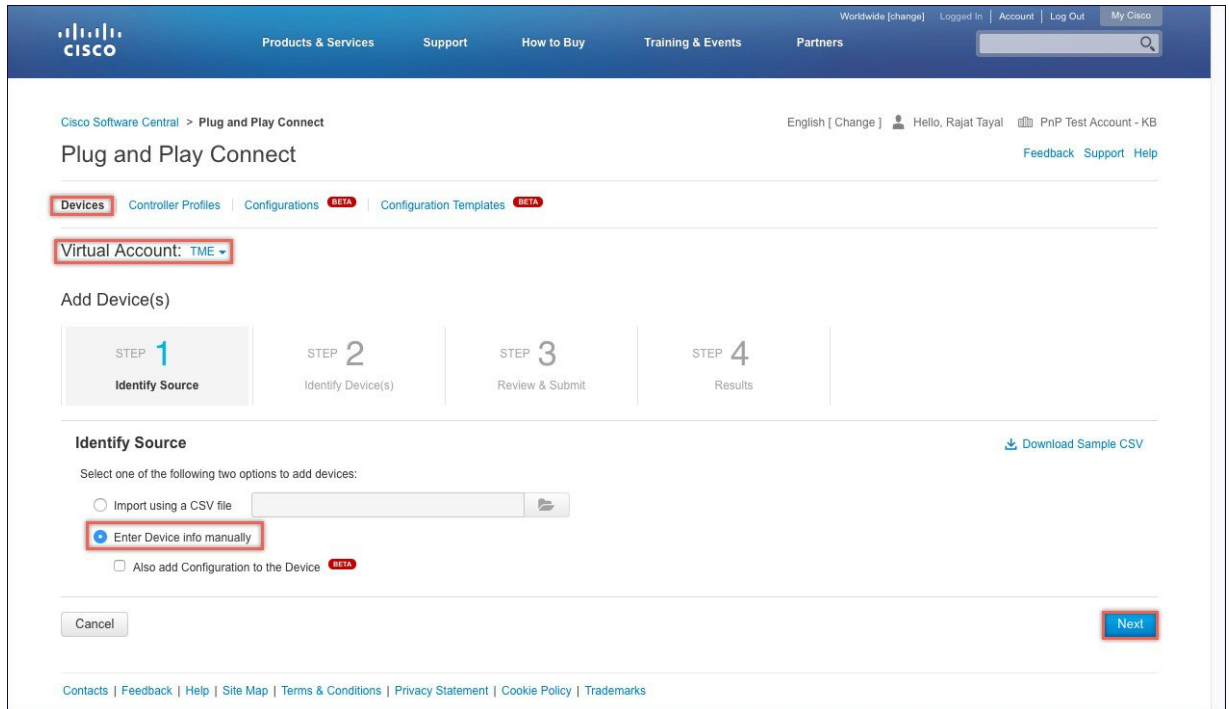 Worldwide [change] Logged In | Account | Log Out My Cisco
CISCO Products & Services Support How to Buy Training & Events Partners
Cisco Software Central > Plug and Play Connect English [ Change ] Hello, Rajat Tayal PnP Test Account - KB
Plug and Play Connect Feedback Support Help
Devices | Controller Profiles | Configurations BETA | Configuration Templates BETA
Virtual Account: TME
Add Device(s)
STEP 1 STEP 2 STEP 3 STEP 4
Identify Source Identify Device(s) Review & Submit Results
Identify Source Download Sample CSV
Select one of the following two options to add devices:
Import using a CSV file
Enter Device info manually
Also add Configuration to the Device BETA
Cancel Next
Contacts | Feedback | Help | Site Map | Terms & Conditions | Privacy Statement | Cookie Policy | Trademarks